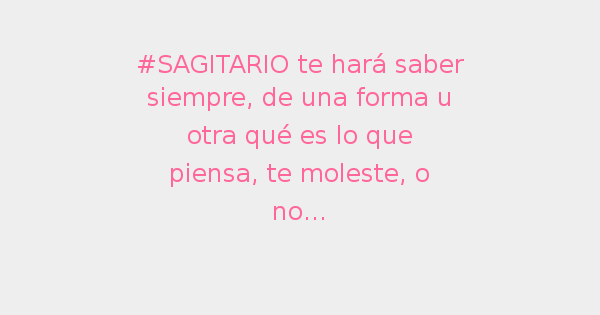 #SAGITARIO te hará saber
siempre, de una forma u
otra qué es lo que
piensa, te moleste, o
no...